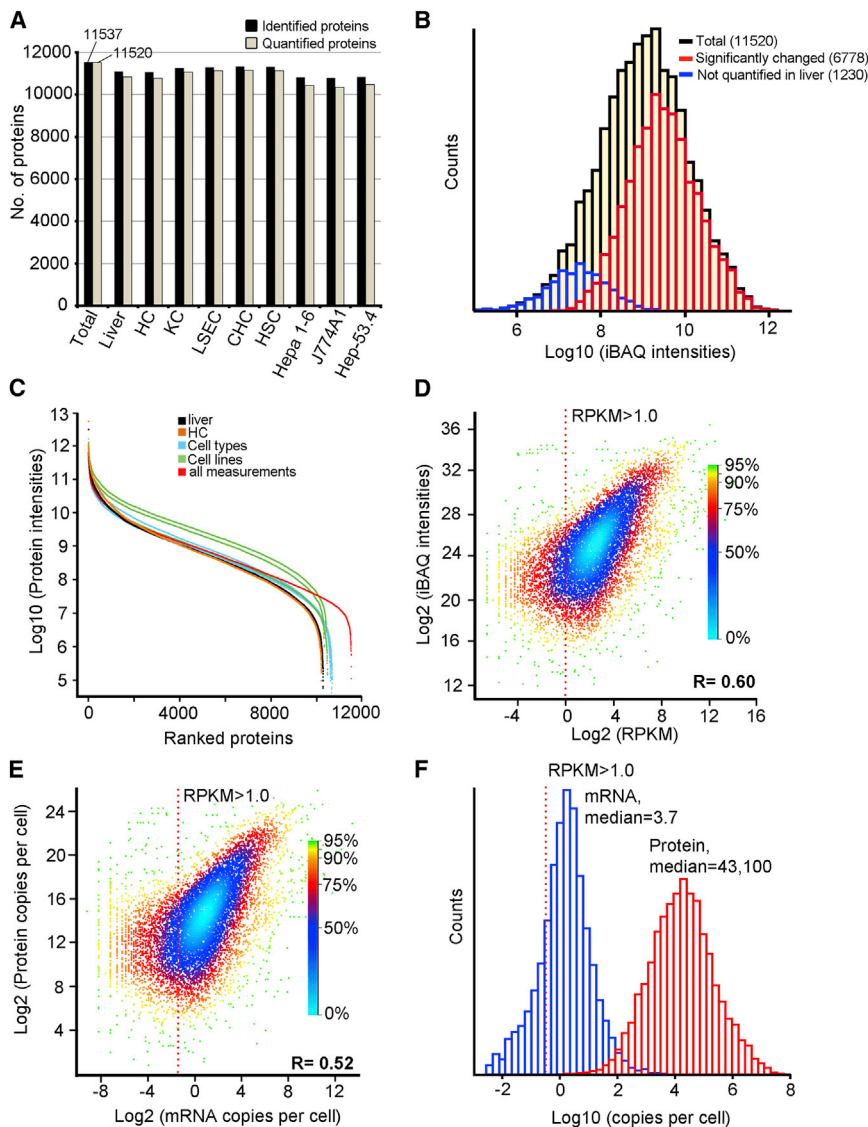 A
11537
11520
Identified proteins
Quantified proteins
No. of proteins
12000
10000
8000
6000
4000
2000
0
Total
Liver
HC
KC
LSEC
CHC
HSC
Hepa 1-6
J774A1
Hep-53.4
B
Total (11520)
Significantly changed (6778)
Not quantified in liver (1230)
Counts
6
8
10
12
Log10 (iBAQ intensities)
C
liver
HC
Cell types
Cell lines
all measurements
Log10 (Protein intensities)
13
12
11
10
9
8
7
6
5
0
4000
8000
12000
Ranked proteins
D
RPKM>1.0
Log2 (iBAQ intensities)
36
32
28
24
20
16
12
95%
90%
75%
50%
0%
R= 0.60
-4
0
4
8
12
16
Log2 (RPKM)
E
RPKM>1.0
Log2 (Protein copies per cell)
24
20
16
12
8
4
95%
90%
75%
50%
0%
R= 0.52
-8
-4
0
4
8
12
Log2 (mRNA copies per cell)
F
RPKM>1.0
mRNA,
median=3.7
Protein,
median=43,100
Counts
-2
0
2
4
6
8
Log10 (copies per cell)